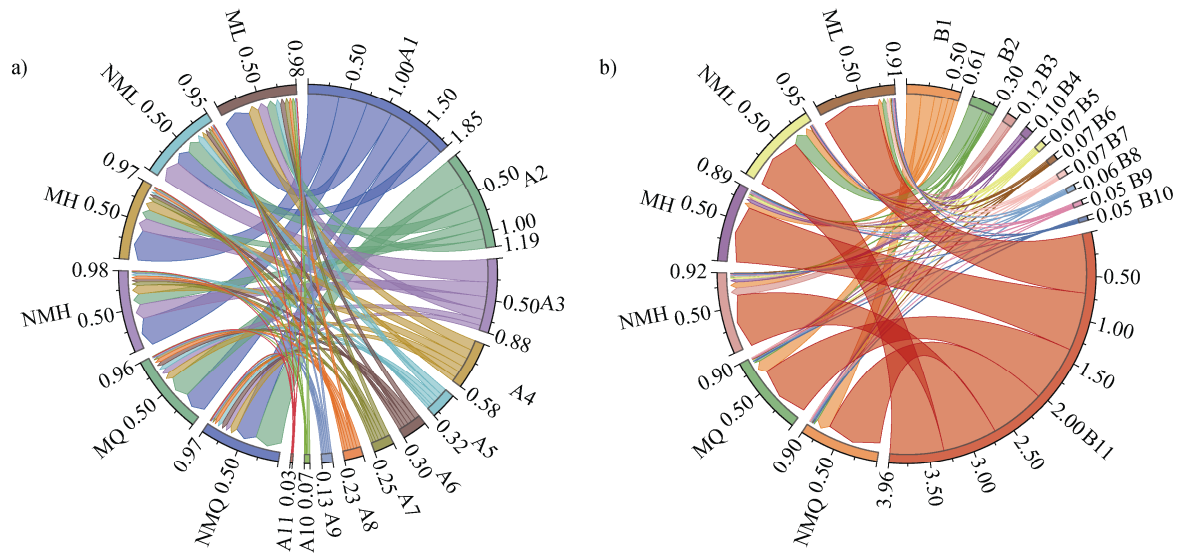 a)
ML 0.50
0.98
0.50
1.00 A1
1.50
1.85
0.50 A2
1.00
1.19
0.50 A3
0.88
A4
0.58
A5
0.32
A6
0.30
0.25 A7
0.23 A8
0.13 A9
0.07 A10
A11 0.03
NMQ 0.50
0.97
MQ 0.50
0.96
NMH 0.50
0.98
MH 0.50
0.97
NML 0.50
0.95
b)
ML 0.50
0.91
B1
0.50
0.61
B2
0.30
0.12 B3
0.10 B4
0.07 B5
0.07 B6
0.07 B7
0.06 B8
0.05 B9
0.05 B10
0.50
1.00
1.50
2.00 B11
2.50
3.00
3.50
3.96
NMQ 0.50
0.90
MQ 0.50
0.90
NMH 0.50
0.92
MH 0.50
0.89
NML 0.50
0.95